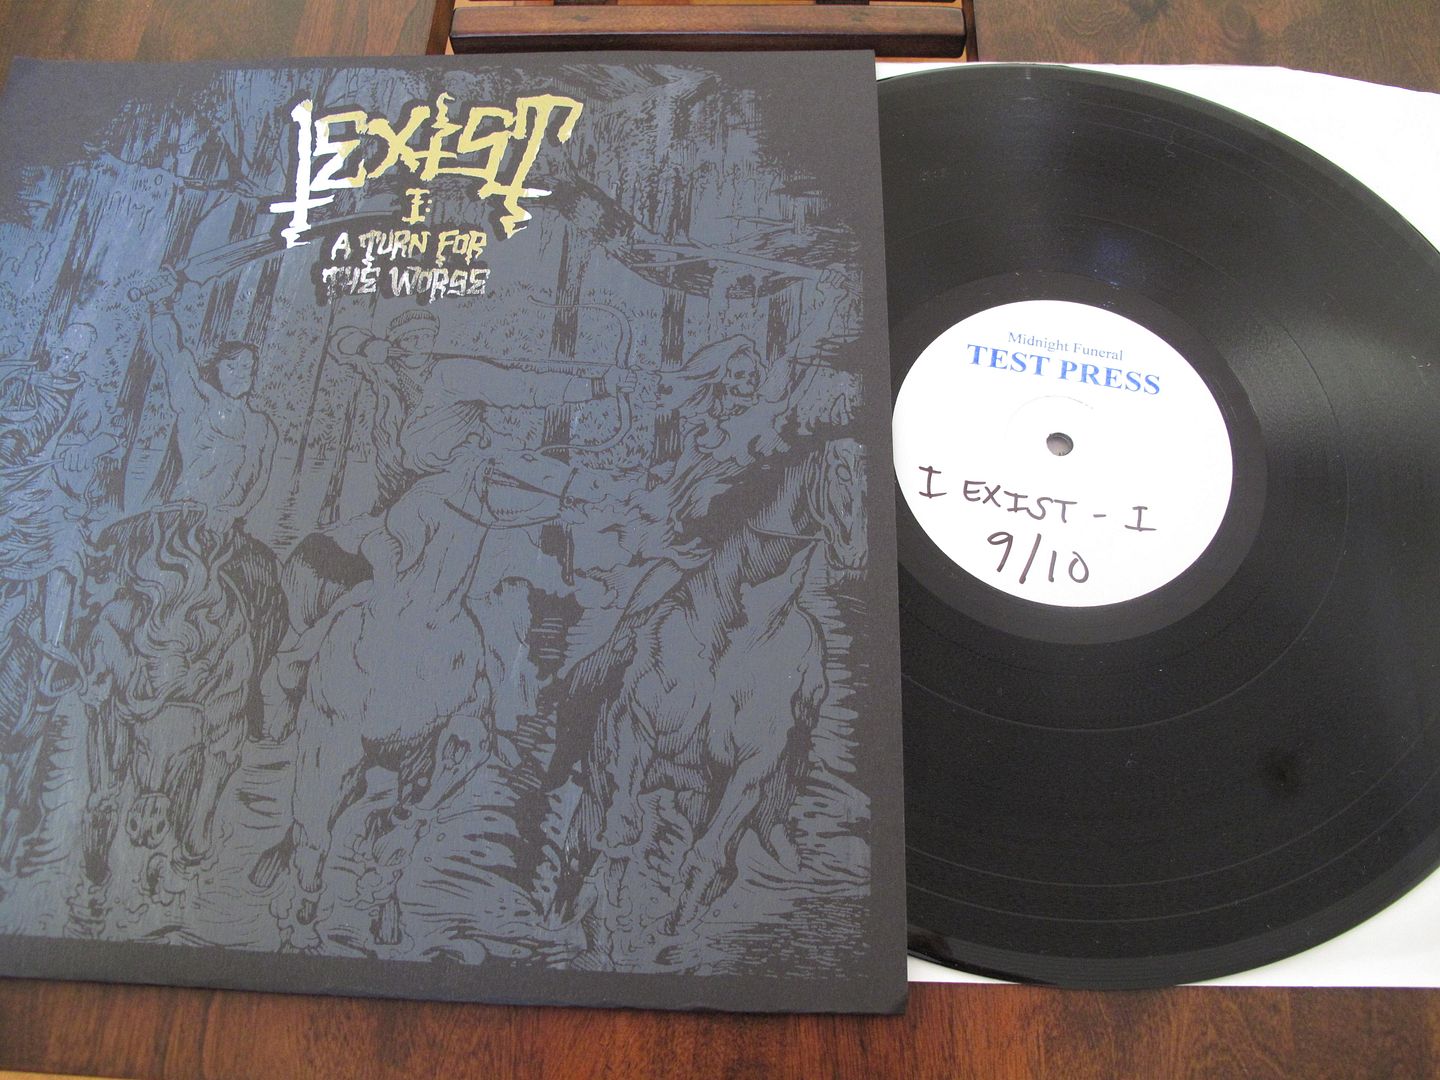 I EXIST
I:
A TURN FOR
THE WORSE
Midnight Funeral
TEST PRESS
I EXIST - I
9/10